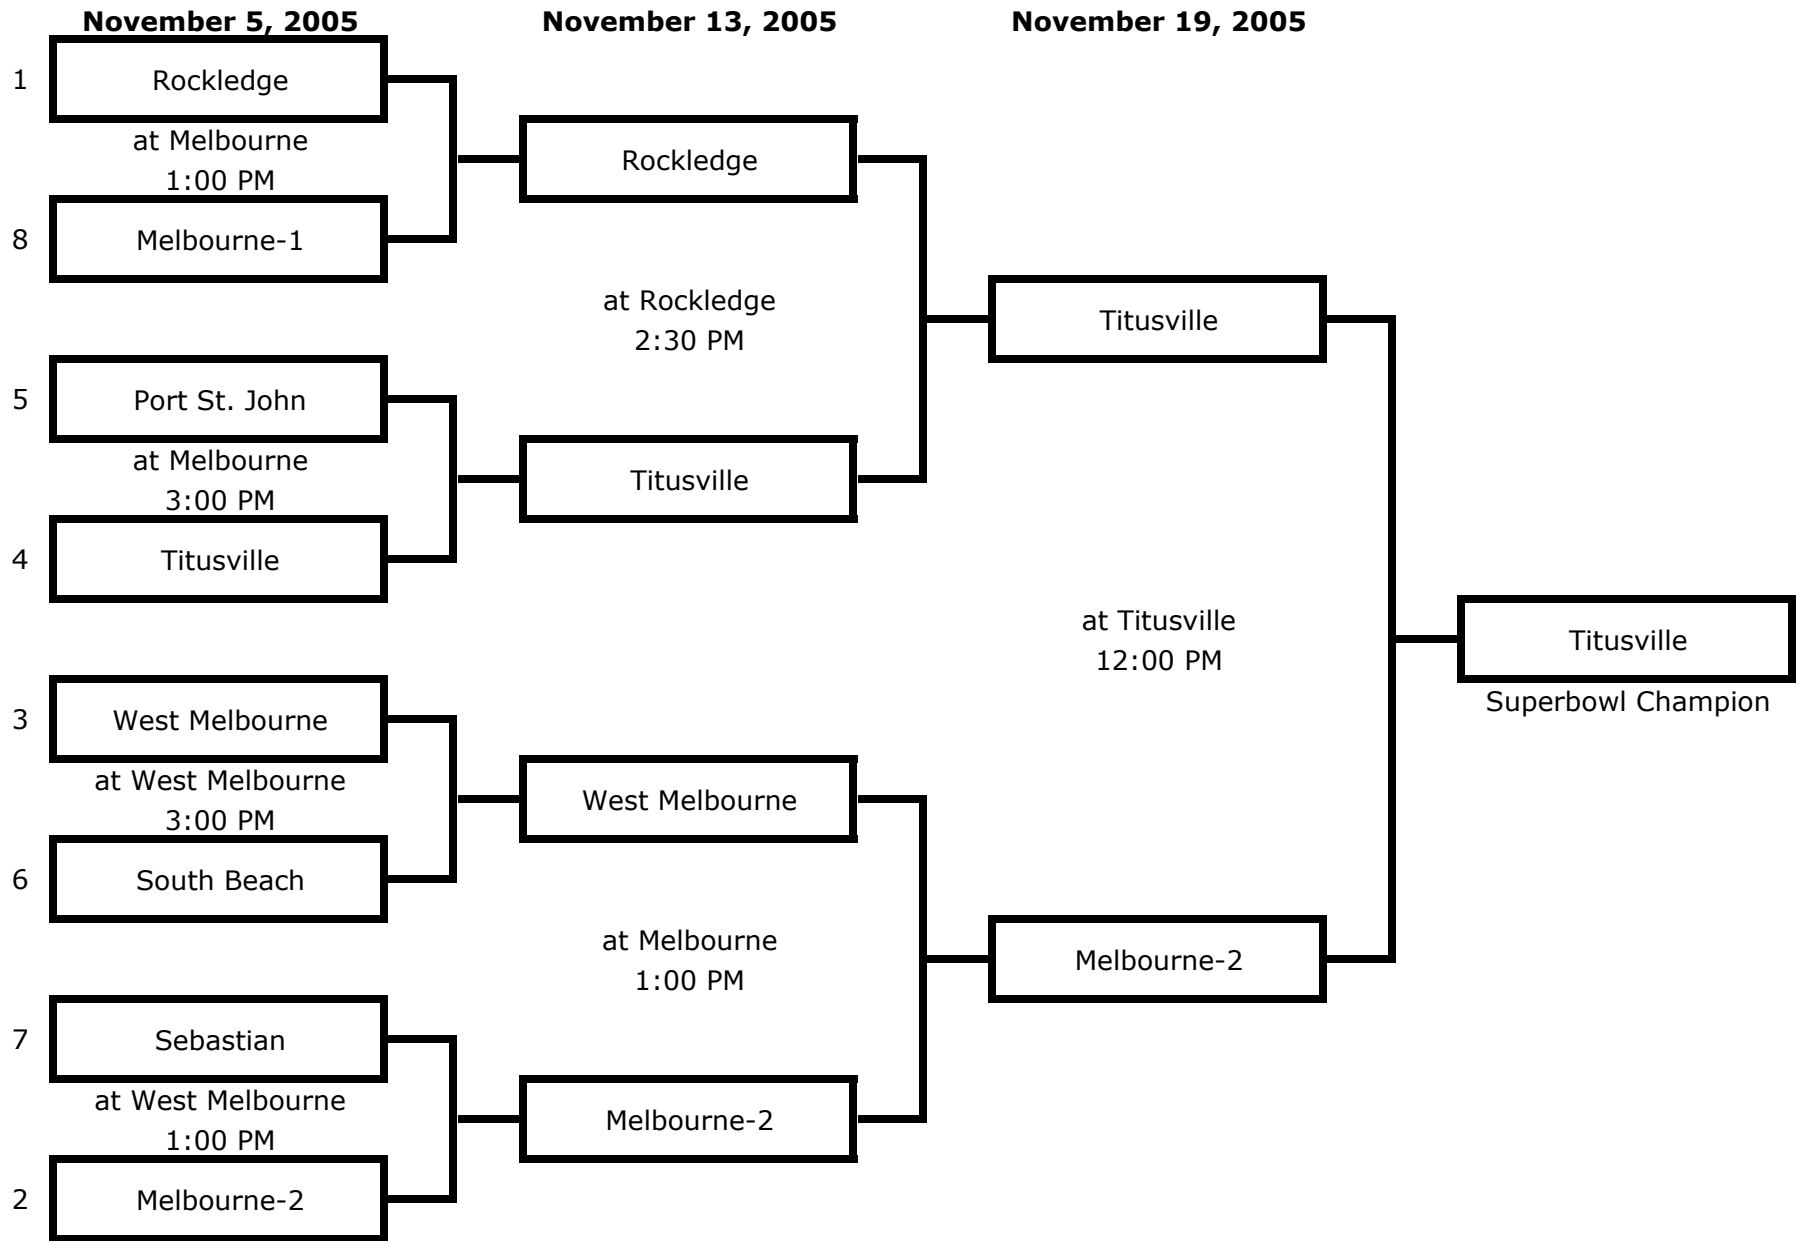 November 5, 2005 November 13, 2005 November 19, 2005
1 Rockledge
at Melbourne
1:00 PM
8 Melbourne-1
5 Port St. John
at Melbourne
3:00 PM
4 Titusville
3 West Melbourne
at West Melbourne
3:00 PM
6 South Beach
7 Sebastian
at West Melbourne
1:00 PM
2 Melbourne-2
Rockledge
at Rockledge
2:30 PM
Titusville
West Melbourne
at Melbourne
1:00 PM
Melbourne-2
Titusville
at Titusville
12:00 PM
Melbourne-2
Titusville
Superbowl Champion